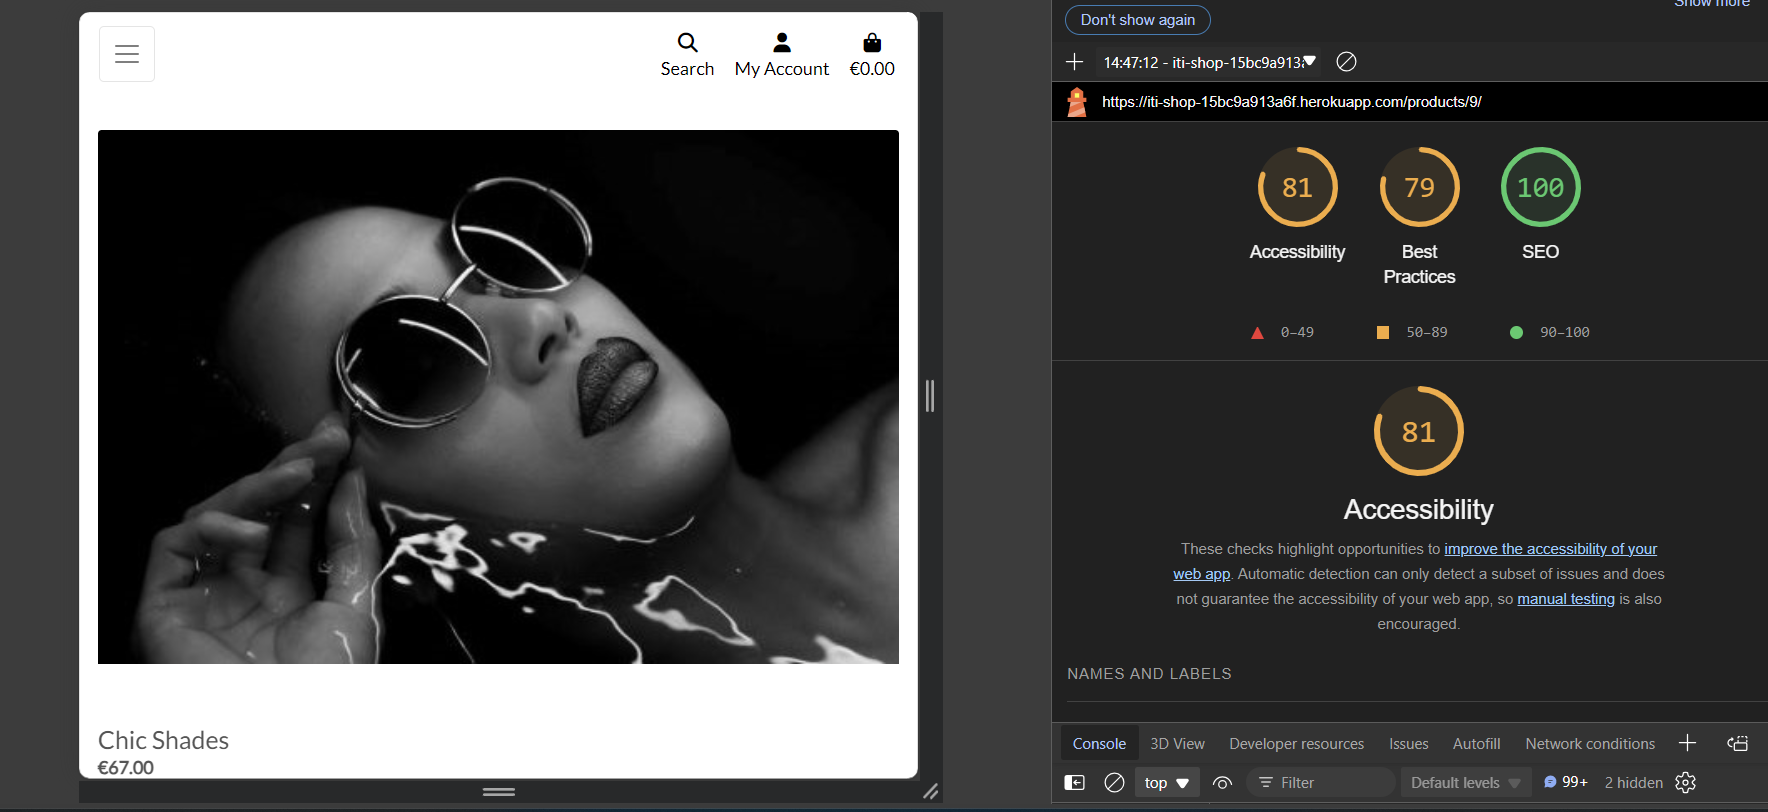 Search
My Account
€0.00
Chic Shades
€67.00
Show more
Don't show again
14:47:12 - iti-shop-15bc9a913
https://iti-shop-15bc9a913a6f.herokuapp.com/products/9/
81
79
100
Accessibility
Best
Practices
SEO
0–49
50–89
90–100
81
Accessibility
These checks highlight opportunities to improve the accessibility of your
web app. Automatic detection can only detect a subset of issues and does
not guarantee the accessibility of your web app, so manual testing is also
encouraged.
NAMES AND LABELS
Console
3D View
Developer resources
Issues
Autofill
Network conditions
top
Filter
Default levels
99+
2 hidden